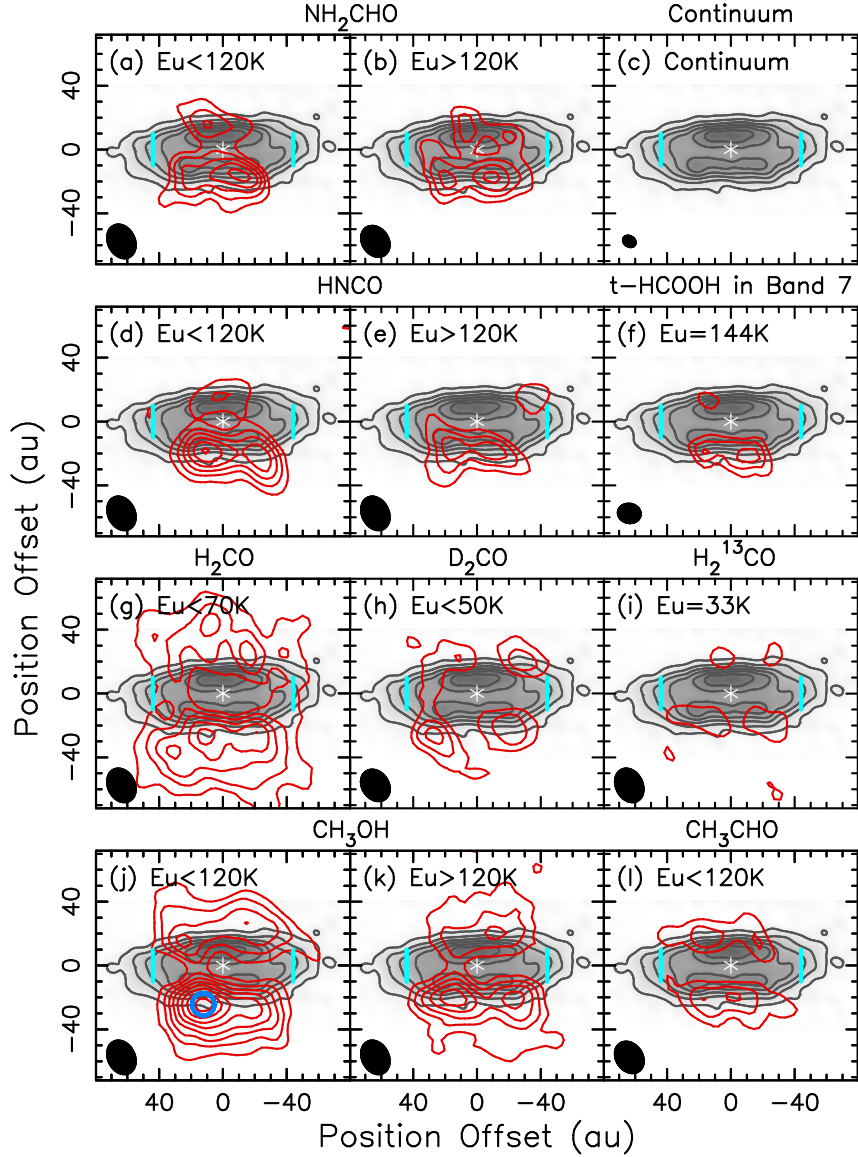 NH₂CHO Continuum
(a) Eu<120K (b) Eu>120K (c) Continuum
40
0
−40
HNCO t−HCOOH in Band 7
(d) Eu<120K (e) Eu>120K (f) Eu=144K
40
0
−40
H₂CO D₂CO H₂¹³CO
(g) Eu<70K (h) Eu<50K (i) Eu=33K
40
0
−40
CH₃OH CH₃CHO
(j) Eu<120K (k) Eu>120K (l) Eu<120K
40
0
−40
40 0 −40 40 0 −40 40 0 −40
Position Offset (au)
Position Offset (au)